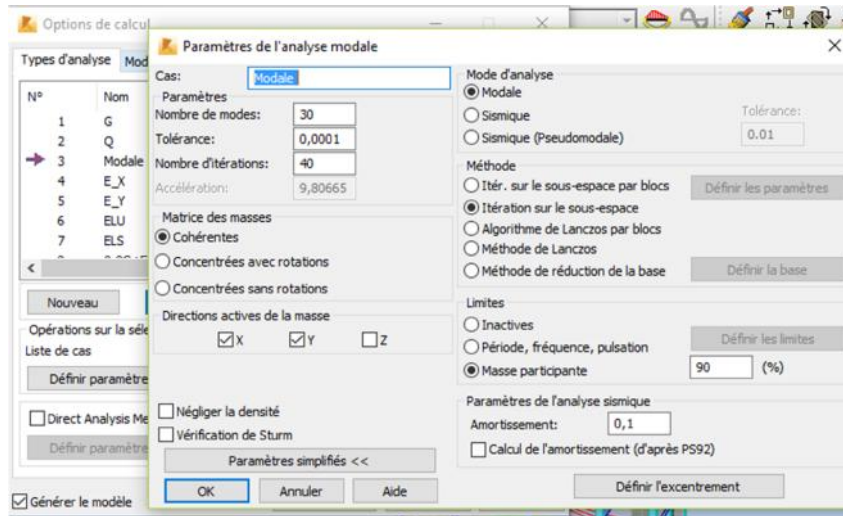 Options de calcul
Types d'analyse Mod
N° Nom
1 G
2 Q
3 Modale
4 E_X
5 E_Y
6 ELU
7 ELS
Nouveau
Opérations sur la séle
Liste de cas
Définir paramètre
Direct Analysis Me
Définir paramètre
Générer le modèle
Paramètres de l'analyse modale
Cas: Modale
Paramètres
Nombre de modes: 30
Tolérance: 0,0001
Nombre d'itérations: 40
Accélération: 9,80665
Matrice des masses
Cohérentes
Concentrées avec rotations
Concentrées sans rotations
Directions actives de la masse
X Y Z
Négliger la densité
Vérification de Sturm
Paramètres simplifiés <<
OK Annuler Aide
Mode d'analyse
Modale
Sismique
Sismique (Pseudomodale)
Tolérance:
0.01
Méthode
Itér. sur le sous-espace par blocs Définir les paramètres
Itération sur le sous-espace
Algorithme de Lanczos par blocs
Méthode de Lanczos
Méthode de réduction de la base Définir la base
Limites
Inactives
Période, fréquence, pulsation Définir les limites
Masse participante 90 (%)
Paramètres de l'analyse sismique
Amortissement: 0,1
Calcul de l'amortissement (d'après PS92)
Définir l'excentrement